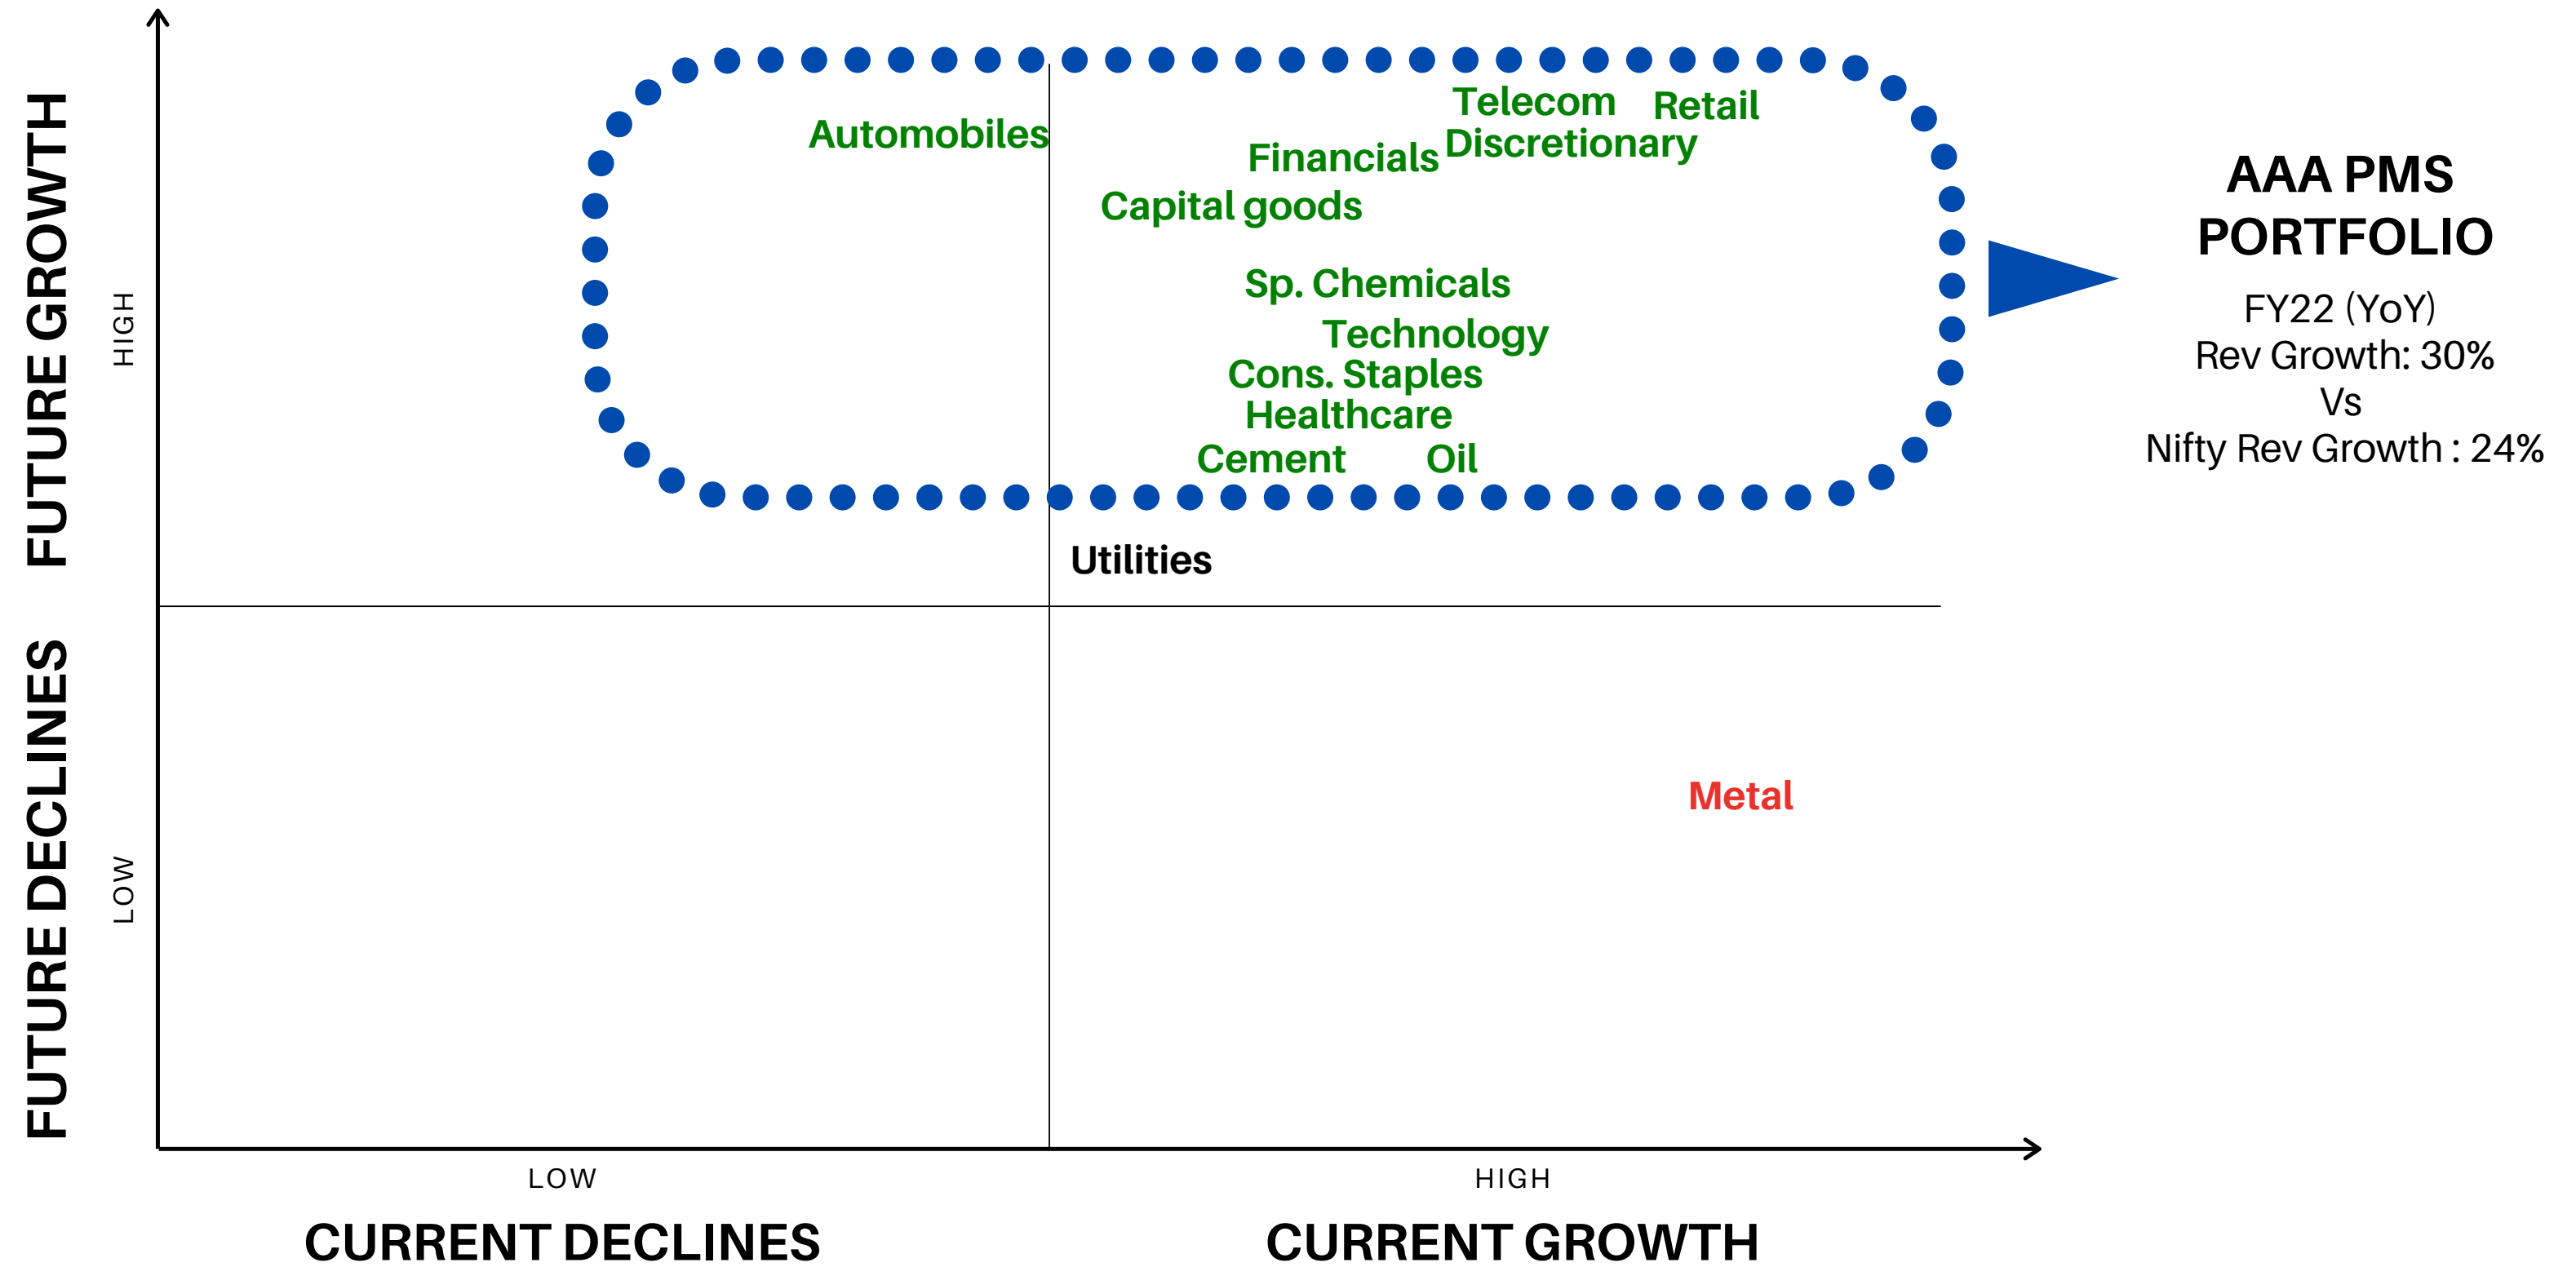 FUTURE GROWTH
HIGH
FUTURE DECLINES
LOW
Automobiles
Telecom
Retail
Discretionary
Financials
Capital goods
Sp. Chemicals
Technology
Cons. Staples
Healthcare
Cement
Oil
Utilities
Metal
AAA PMS
PORTFOLIO
FY22 (YoY)
Rev Growth: 30%
Vs
Nifty Rev Growth : 24%
LOW
HIGH
CURRENT DECLINES
CURRENT GROWTH